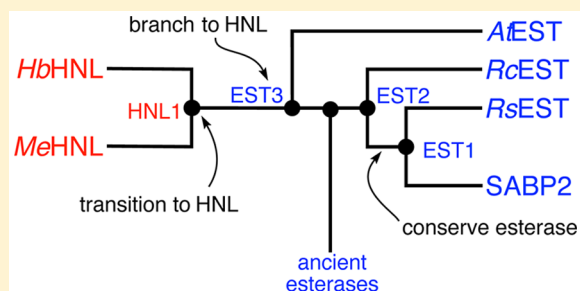 branch to HNL
AtEST
HbHNL
RcEST
EST3
EST2
HNL1
RsEST
MeHNL
EST1
SABP2
transition to HNL
conserve esterase
ancient
esterases